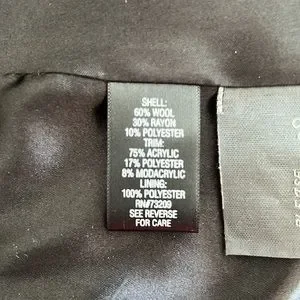 SHELL:
60% WOOL
30% RAYON
10% POLYESTER
TRIM:
75% ACRYLIC
17% POLYESTER
8% MODACRYLIC
LINING:
100% POLYESTER
RN#73209
SEE REVERSE
FOR CARE